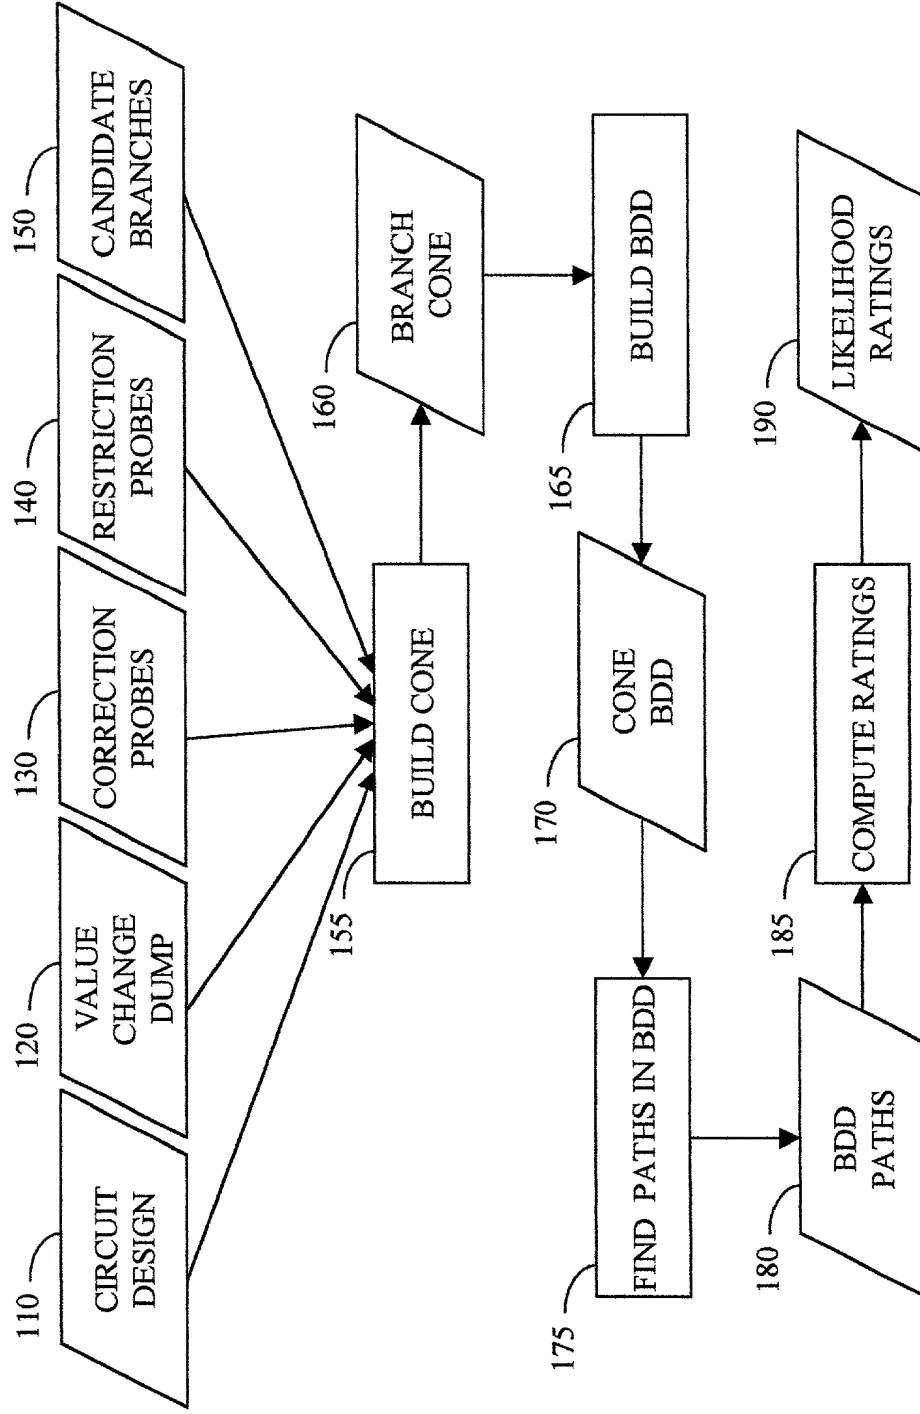 110
CIRCUIT
DESIGN
120
VALUE
CHANGE
DUMP
130
CORRECTION
PROBES
140
RESTRICTION
PROBES
150
CANDIDATE
BRANCHES
155
BUILD CONE
160
BRANCH
CONE
165
BUILD BDD
170
CONE
BDD
175
FIND PATHS IN BDD
180
BDD
PATHS
185
COMPUTE RATINGS
190
LIKELIHOOD
RATINGS